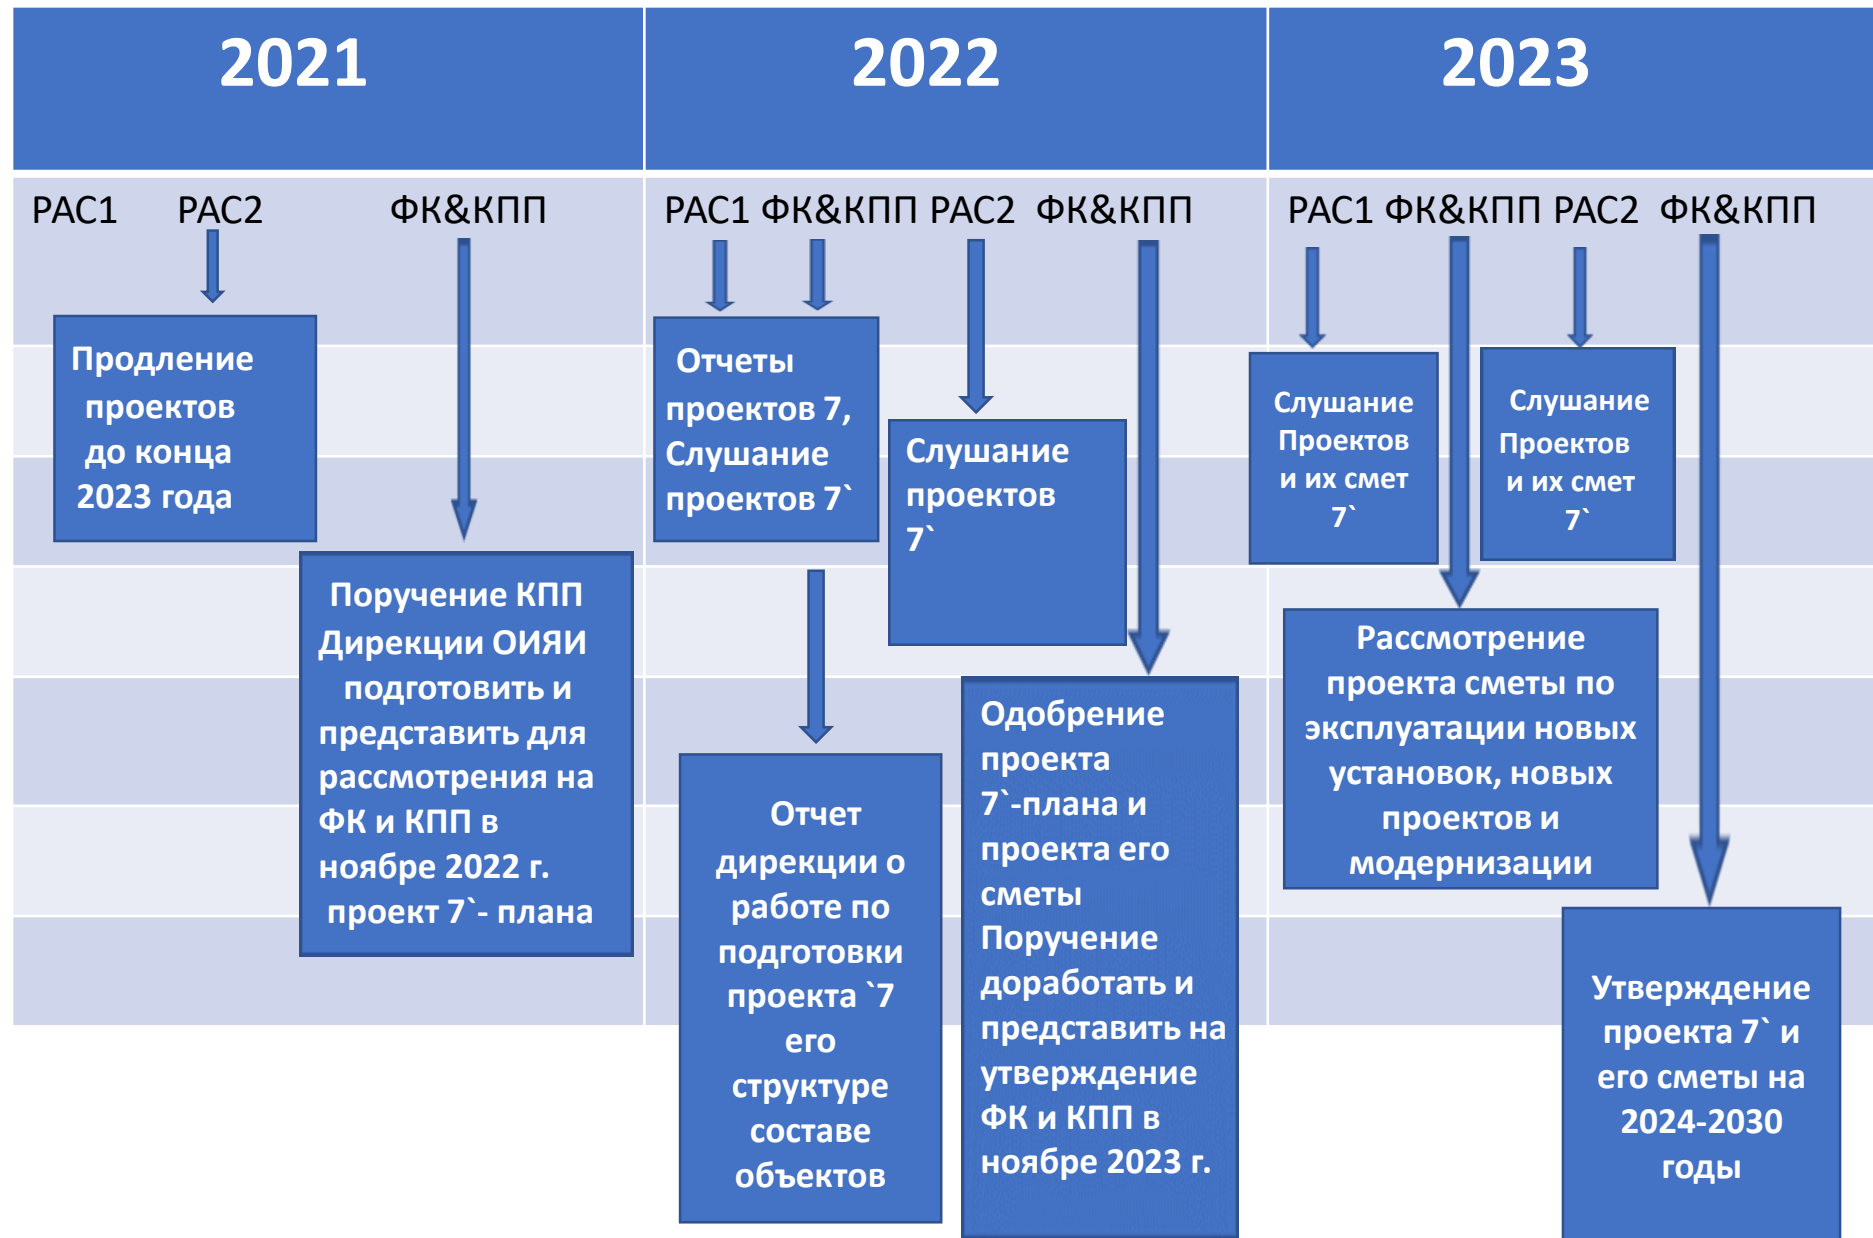 2021
2022
2023
PAC1 PAC2 ФК&КПП
PAC1 ФК&КПП PAC2 ФК&КПП
PAC1 ФК&КПП PAC2 ФК&КПП
Продление
проектов
до конца
2023 года
Поручение КПП
Дирекции ОИЯИ
подготовить и
представить для
рассмотрения на
ФК и КПП в
ноябре 2022 г.
проект 7`- плана
Отчеты
проектов 7,
Слушание
проектов 7`
Отчет
дирекции о
работе по
подготовки
проекта `7
его
структуре
составе
объектов
Слушание
проектов
7`
Одобрение
проекта
7`-плана и
проекта его
сметы
Поручение
доработать и
представить на
утверждение
ФК и КПП в
ноябре 2023 г.
Слушание
Проектов
и их смет
7`
Рассмотрение
проекта сметы по
эксплуатации новых
установок, новых
проектов и
модернизации
Слушание
Проектов
и их смет
7`
Утверждение
проекта 7` и
его сметы на
2024-2030
годы